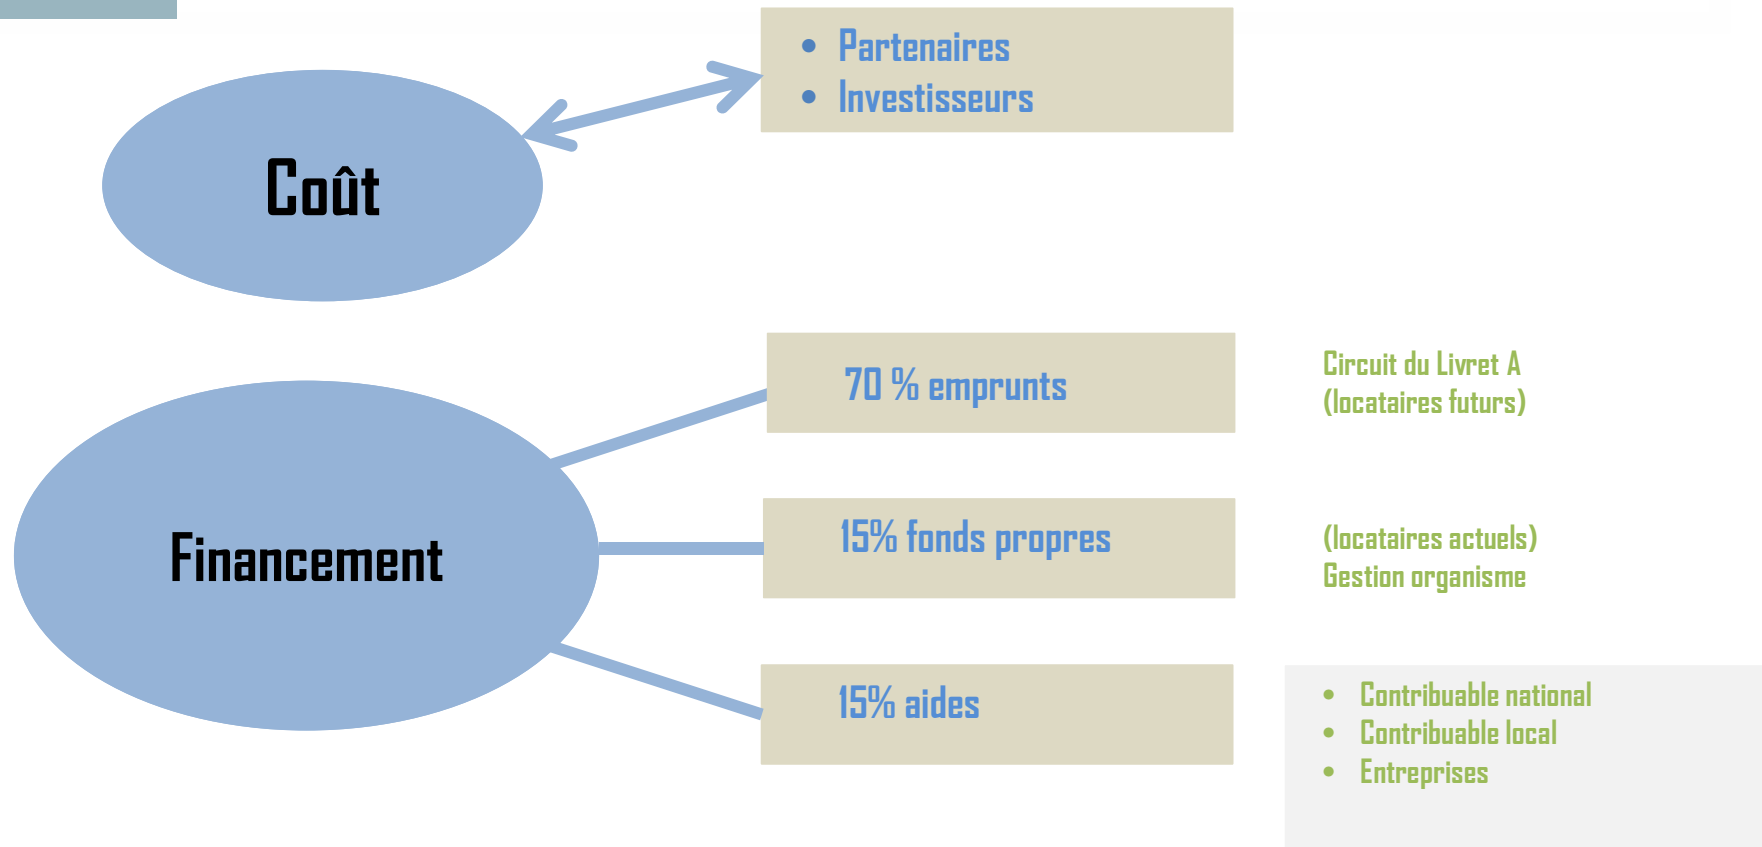 • Partenaires
• Investisseurs
Coût
Financement
70 % emprunts
Circuit du Livret A
(locataires futurs)
15% fonds propres
(locataires actuels)
Gestion organisme
15% aides
• Contribuable national
• Contribuable local
• Entreprises